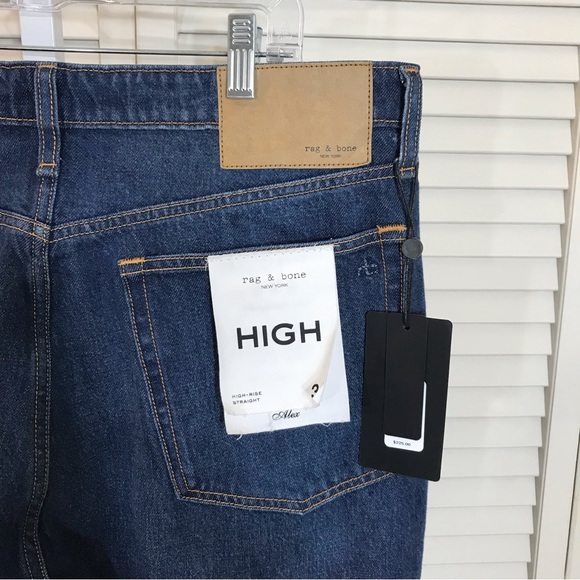 rag & bone
NEW YORK
rag & bone
NEW YORK
HIGH
HIGH-RISE
STRAIGHT
Alex